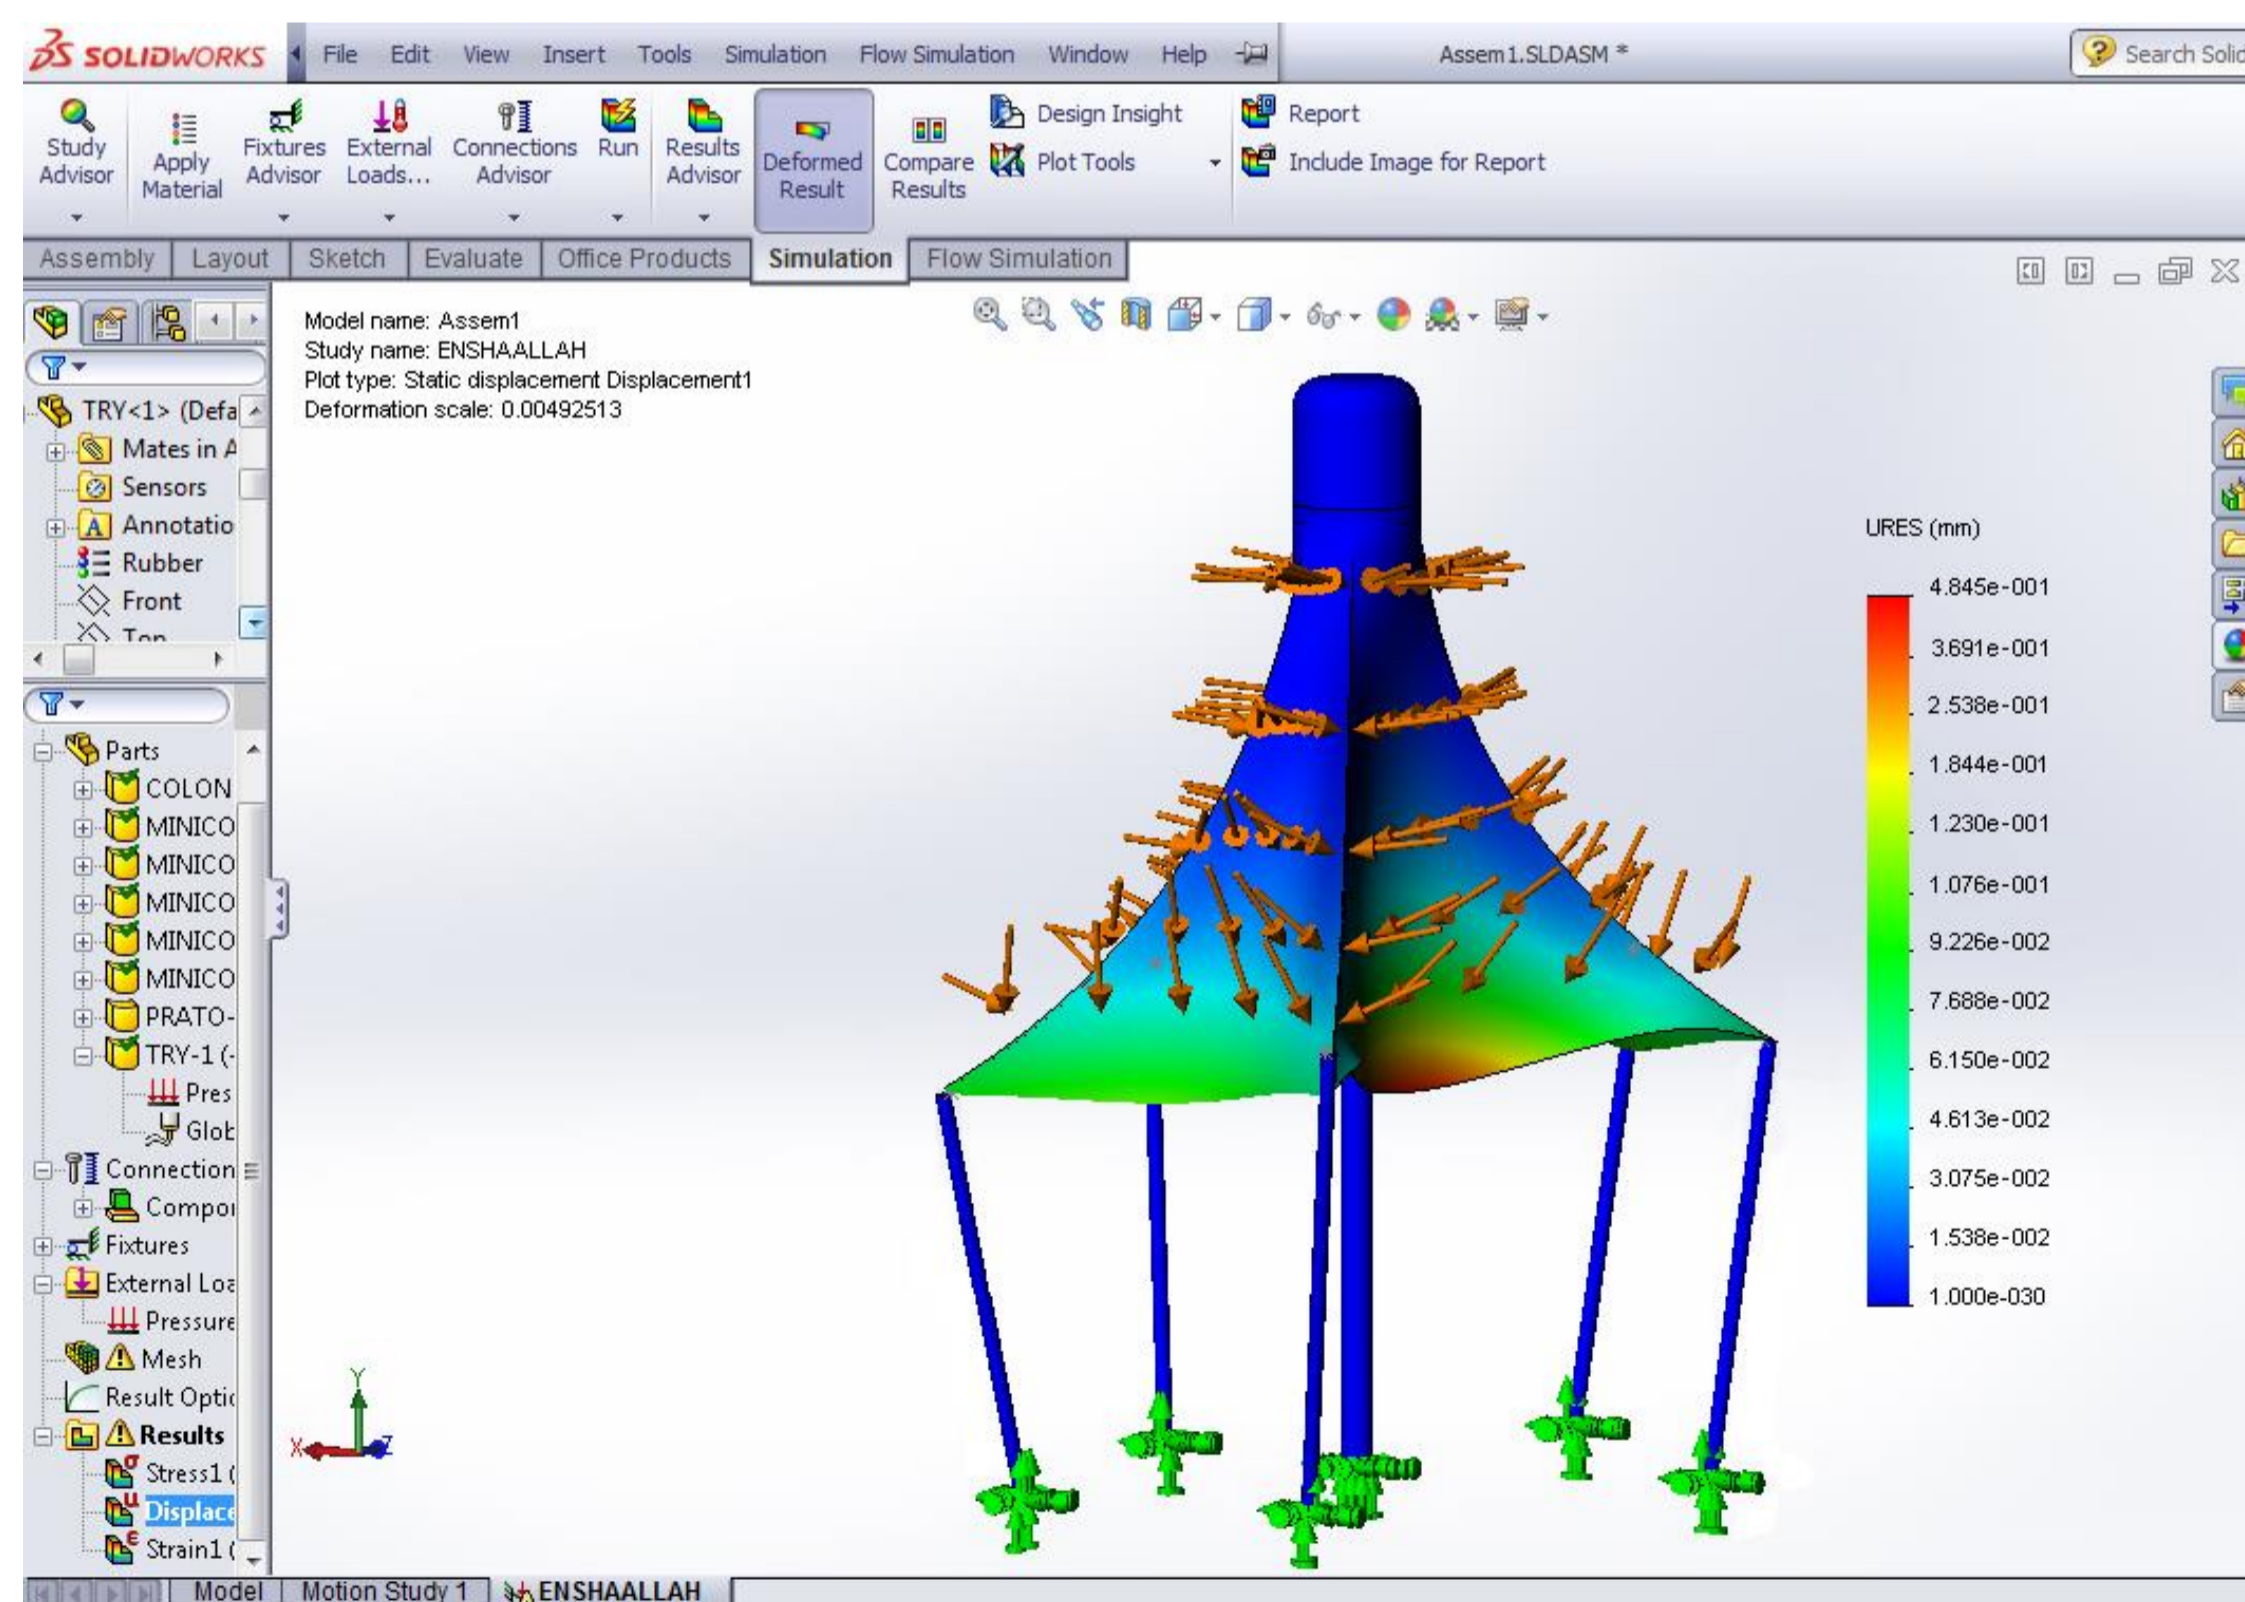 SOLIDWORKS File Edit View Insert Tools Simulation Flow Simulation Window Help Assem1.SLDASM * Search Solid
Study Advisor
Apply Material
Fixtures Advisor
External Loads...
Connections Advisor
Run
Results Advisor
Deformed Result
Compare Results
Design Insight
Plot Tools
Report
Include Image for Report
Assembly Layout Sketch Evaluate Office Products Simulation Flow Simulation
Model name: Assem1
Study name: ENSHAALLAH
Plot type: Static displacement Displacement1
Deformation scale: 0.00492513
TRY<1> (Defa
Mates in A
Sensors
Annotatio
Rubber
Front
Top
Parts
COLON
MINICO
MINICO
MINICO
MINICO
MINICO
PRATO-
TRY-1 (-
Pres
Glob
Connection
Compor
Fixtures
External Loa
Pressure
Mesh
Result Optic
Results
Stress1 (
Displace
Strain1 (
URES (mm)
4.845e-001
3.691e-001
2.538e-001
1.844e-001
1.230e-001
1.076e-001
9.226e-002
7.688e-002
6.150e-002
4.613e-002
3.075e-002
1.538e-002
1.000e-030
Y
X
Z
Model Motion Study 1 ENSHAALLAH